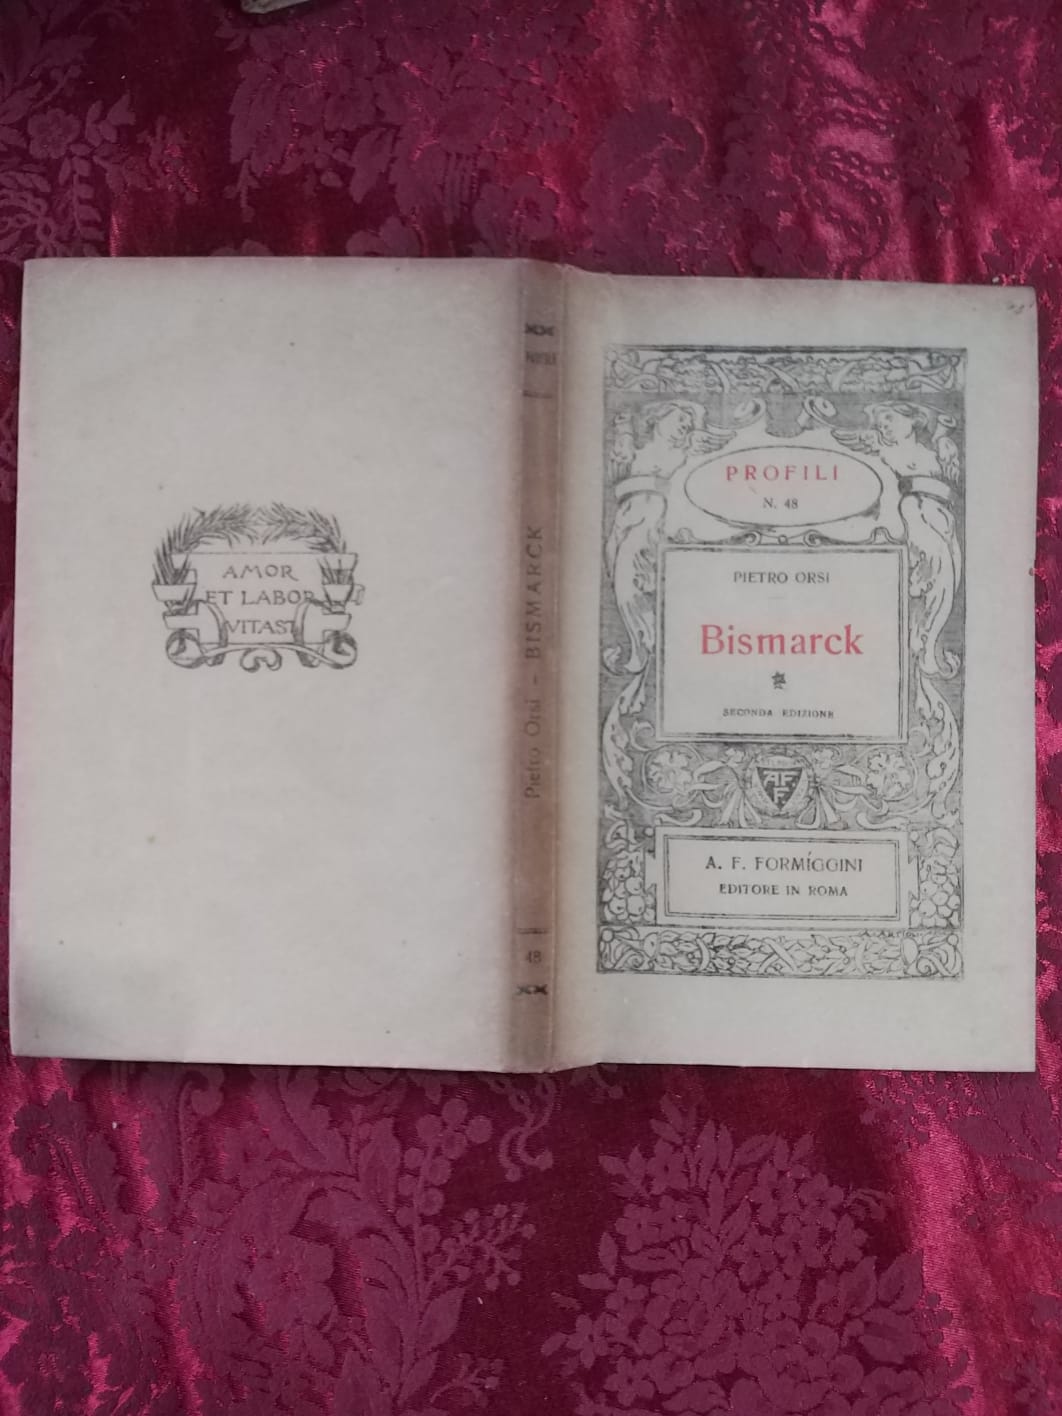 AMOR
ET LABOR
VITAST
PROFILI
Pietro Orsi - BISMARCK
48
PROFILI
N. 48
PIETRO ORSI
Bismarck
SECONDA EDIZIONE
AFF
A. F. FORMÍGGINI
EDITORE IN ROMA